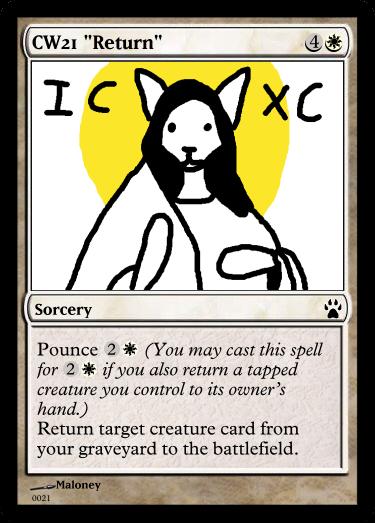 CW21 "Return" 4
IC XC
Sorcery
Pounce 2 (You may cast this spell
for 2 if you also return a tapped
creature you control to its owner's
hand.)
Return target creature card from
your graveyard to the battlefield.
Maloney
0021